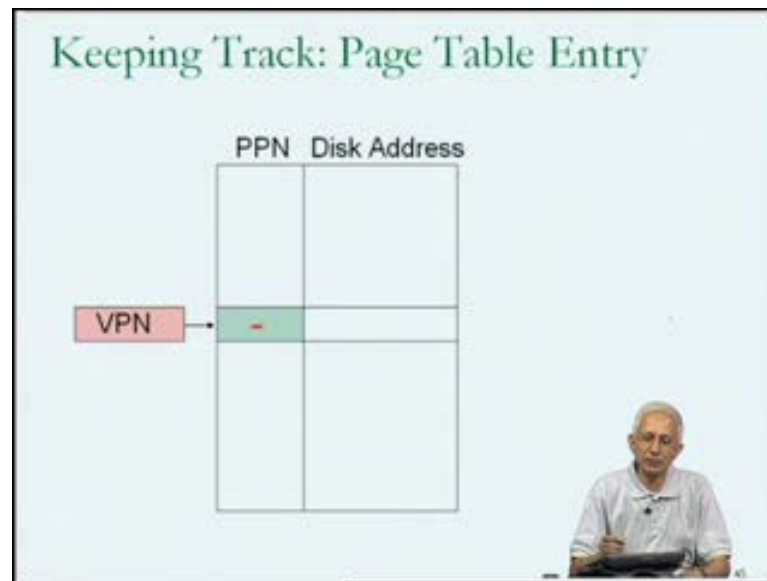 Keeping Track: Page Table Entry
PPN Disk Address
VPN -